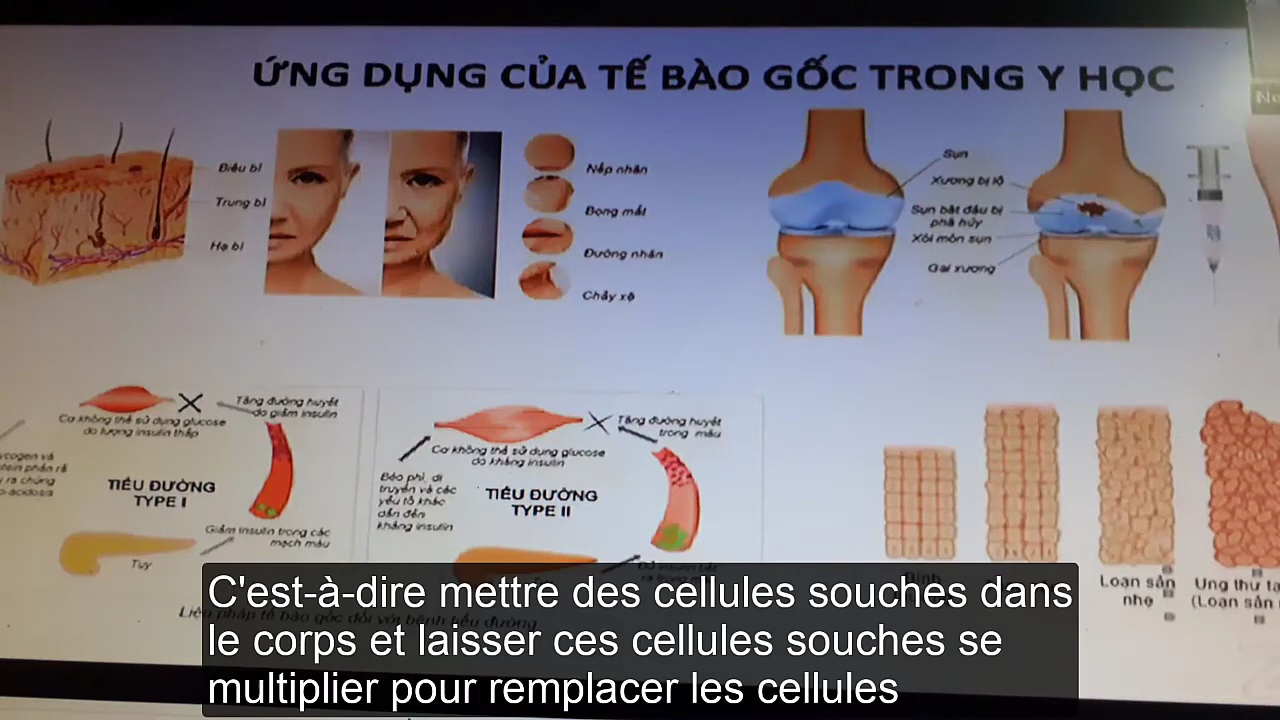 ỨNG DỤNG CỦA TẾ BÀO GỐC TRONG Y HỌC
Biểu bì
Trung bì
Hạ bì
Nếp nhăn
Bọng mắt
Đường nhăn
Chảy xệ
Sụn
Xương bị lộ
Sụn bắt đầu bị
phá hủy
Xói mòn sụn
Gai xương
Tăng đường huyết
do giảm insulin
Cơ không thể sử dụng glucose
do lượng insulin thấp
TIỂU ĐƯỜNG
TYPE I
Giảm insulin trong các
mạch máu
Tụy
Tăng đường huyết
trong máu
Cơ không thể sử dụng glucose
do kháng insulin
Béo phì, di
truyền và các
yếu tố khác
dẫn đến
kháng insulin
TIỂU ĐƯỜNG
TYPE II
Loạn sản
nhẹ
Ung thư
(Loạn sản
C'est-à-dire mettre des cellules souches dans
le corps et laisser ces cellules souches se
multiplier pour remplacer les cellules